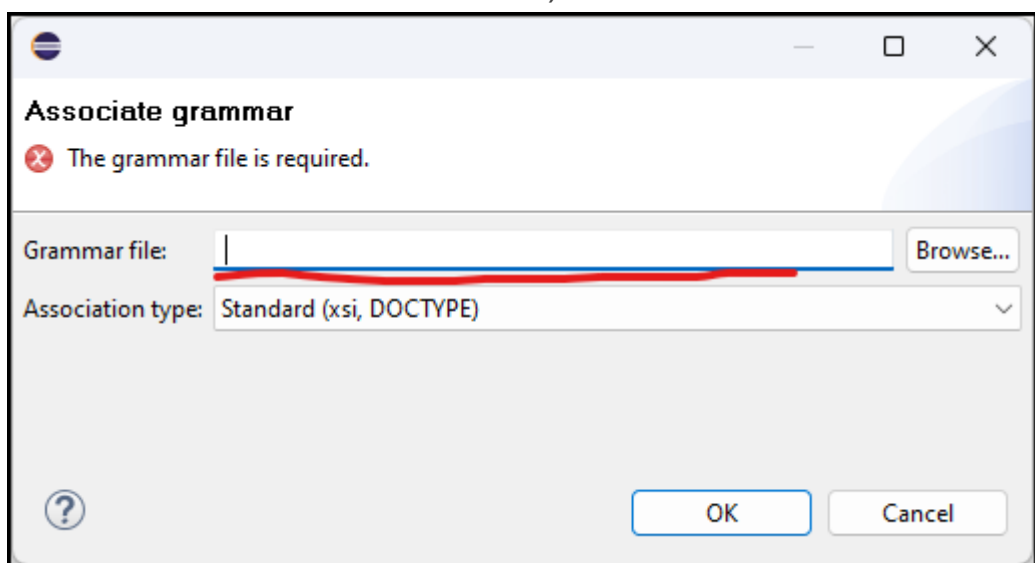 Associate grammar
The grammar file is required.
Grammar file:
Browse...
Association type: Standard (xsi, DOCTYPE)
?
OK Cancel